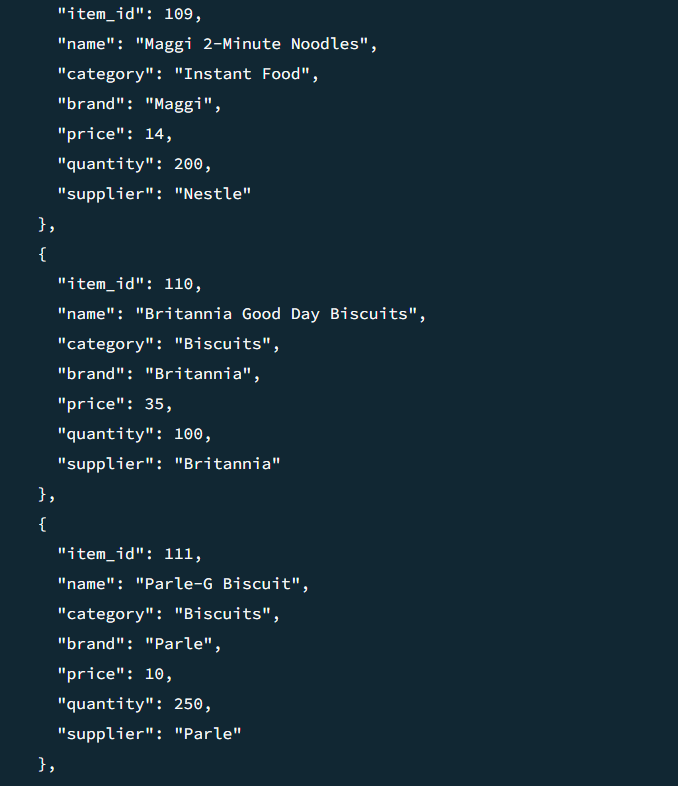 "item_id": 109,
"name": "Maggi 2-Minute Noodles",
"category": "Instant Food",
"brand": "Maggi",
"price": 14,
"quantity": 200,
"supplier": "Nestle"
},
{
"item_id": 110,
"name": "Britannia Good Day Biscuits",
"category": "Biscuits",
"brand": "Britannia",
"price": 35,
"quantity": 100,
"supplier": "Britannia"
},
{
"item_id": 111,
"name": "Parle-G Biscuit",
"category": "Biscuits",
"brand": "Parle",
"price": 10,
"quantity": 250,
"supplier": "Parle"
},